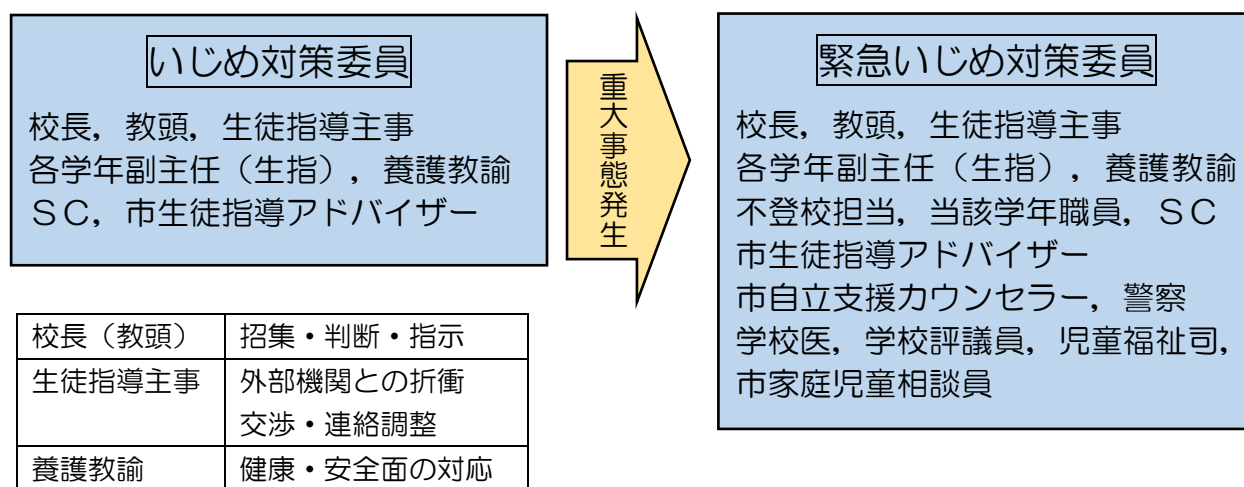 いじめ対策委員
校長，教頭，生徒指導主事
各学年副主任（生指），養護教諭
ＳＣ，市生徒指導アドバイザー
重大事態発生
緊急いじめ対策委員
校長，教頭，生徒指導主事
各学年副主任（生指），養護教諭
不登校担当，当該学年職員，ＳＣ
市生徒指導アドバイザー
市自立支援カウンセラー，警察
学校医，学校評議員，児童福祉司，
市家庭児童相談員
校長（教頭） 招集・判断・指示
生徒指導主事 外部機関との折衝
交渉・連絡調整
養護教諭 健康・安全面の対応